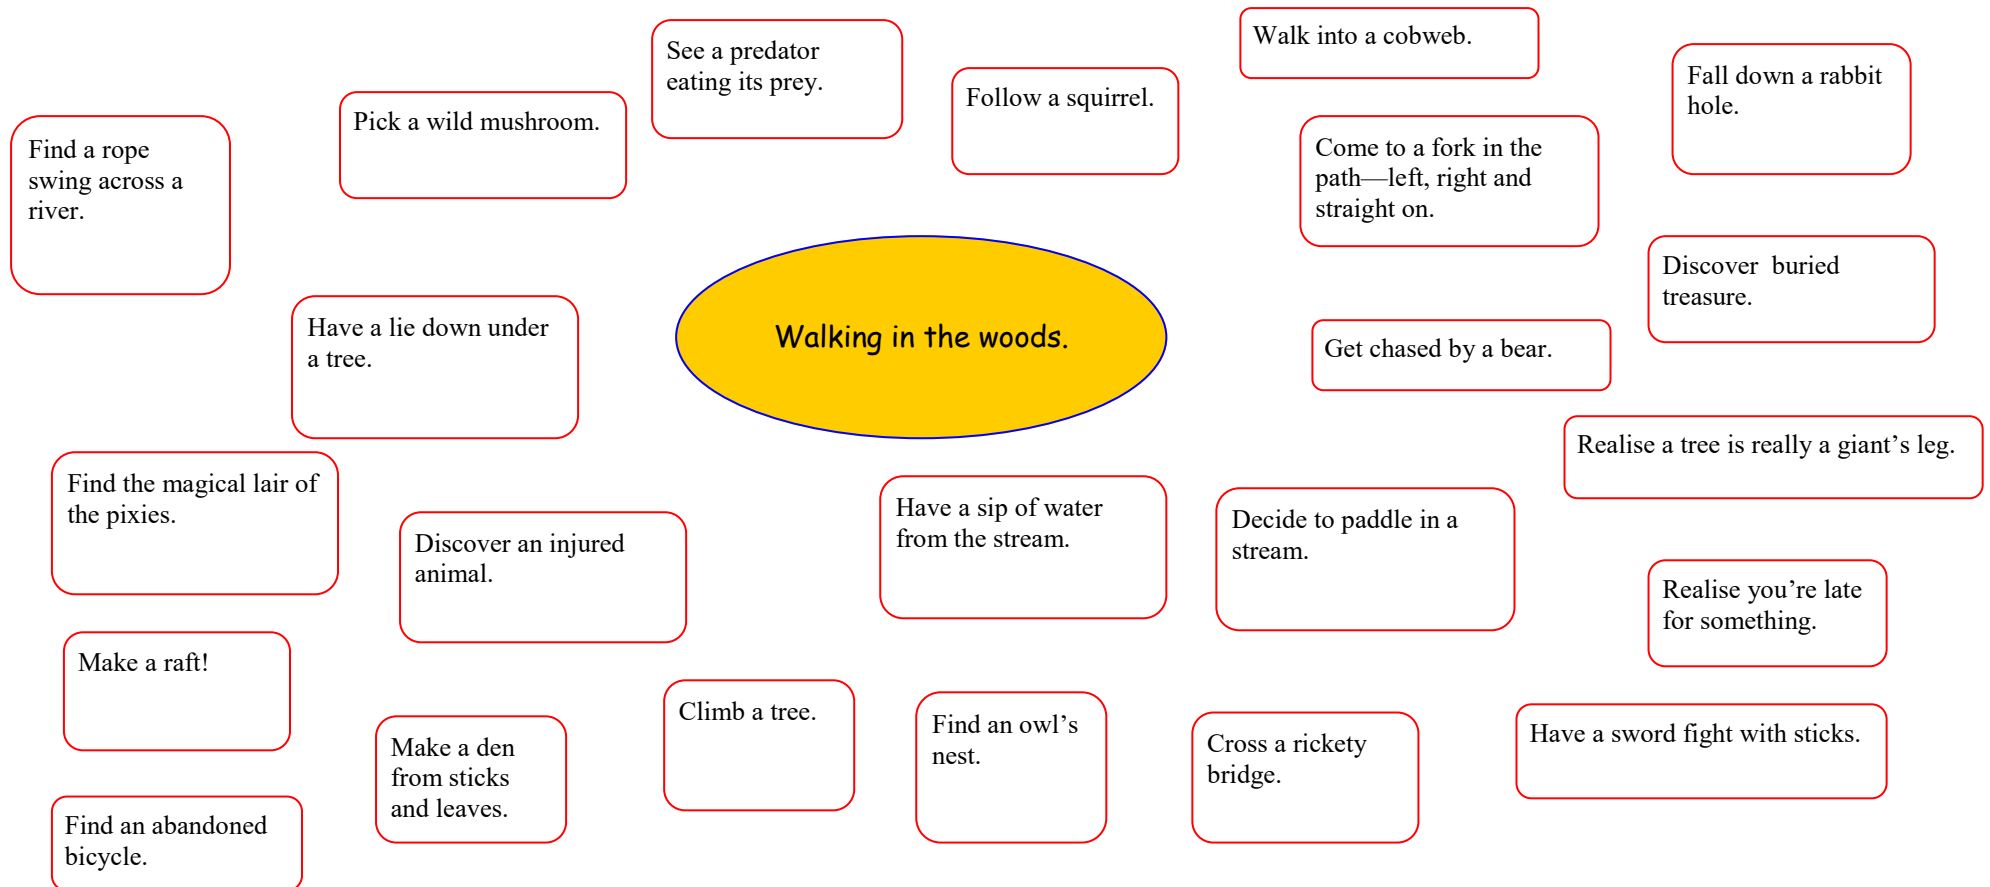 Walk into a cobweb.
See a predator
eating its prey.
Fall down a rabbit
hole.
Follow a squirrel.
Pick a wild mushroom.
Find a rope
swing across a
river.
Come to a fork in the
path—left, right and
straight on.
Discover  buried
treasure.
Have a lie down under
a tree.
Walking in the woods.
Get chased by a bear.
Realise a tree is really a giant’s leg.
Find the magical lair of
the pixies.
Have a sip of water
from the stream.
Decide to paddle in a
stream.
Discover an injured
animal.
Realise you’re late
for something.
Make a raft!
Climb a tree.
Find an owl’s
nest.
Have a sword fight with sticks.
Cross a rickety
bridge.
Make a den
from sticks
and leaves.
Find an abandoned
bicycle.